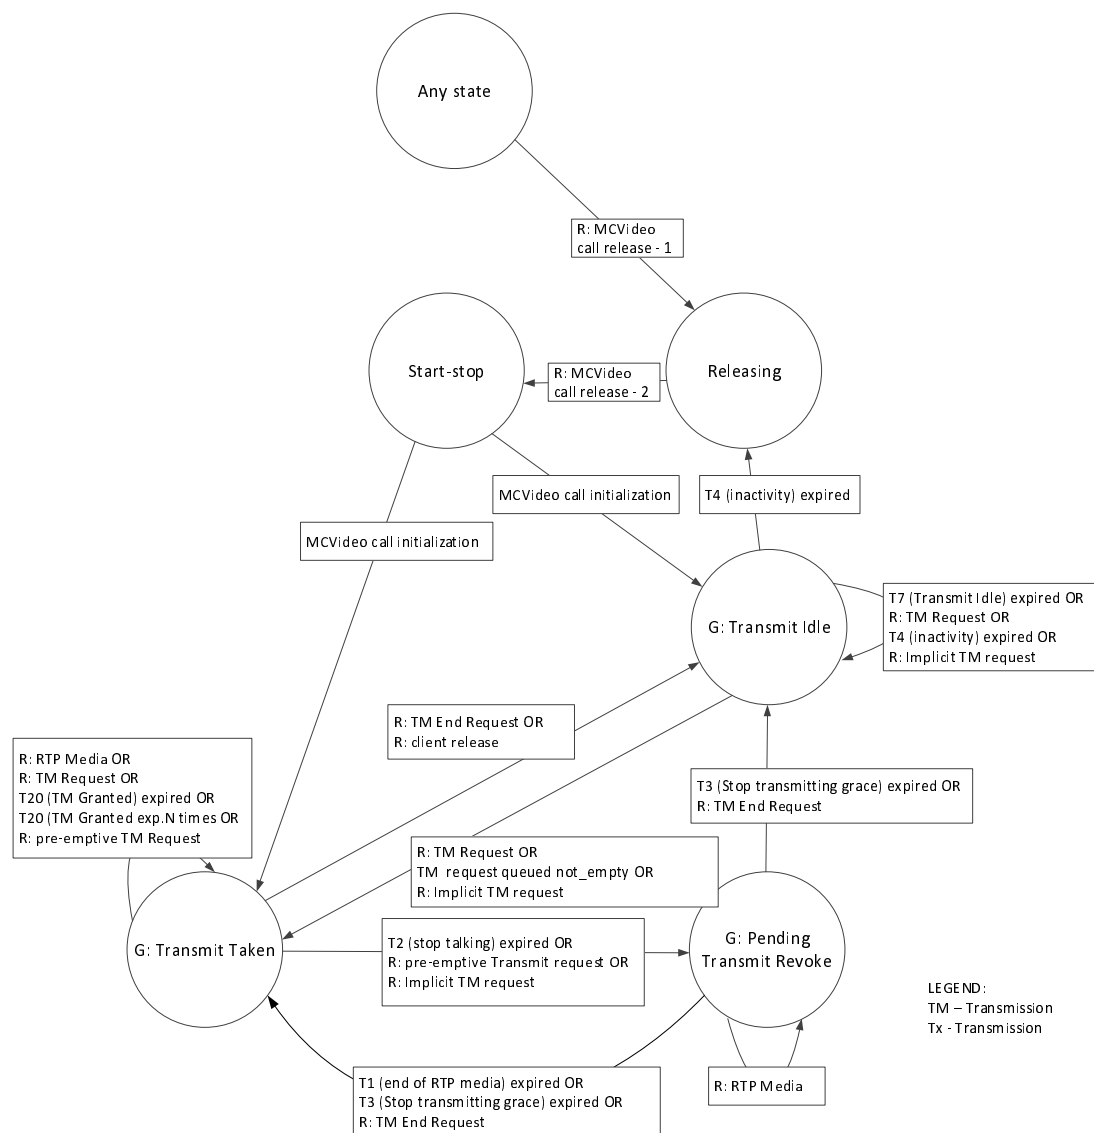 Any state
R: MCVideo
call release - 1
Start-stop
R: MCVideo
call release - 2
Releasing
MCVideo call initialization
T4 (inactivity) expired
MCVideo call initialization
G: Transmit Idle
T7 (Transmit Idle) expired OR
R: TM Request OR
T4 (inactivity) expired OR
R: Implicit TM request
R: TM End Request OR
R: client release
R: RTP Media OR
R: TM Request OR
T20 (TM Granted) expired OR
T20 (TM Granted exp.N times OR
R: pre-emptive TM Request
T3 (Stop transmitting grace) expired OR
R: TM End Request
R: TM Request OR
TM request queued not_empty OR
R: Implicit TM request
G: Transmit Taken
T2 (stop talking) expired OR
R: pre-emptive Transmit request OR
R: Implicit TM request
G: Pending
Transmit Revoke
LEGEND:
TM – Transmission
Tx - Transmission
T1 (end of RTP media) expired OR
T3 (Stop transmitting grace) expired OR
R: TM End Request
R: RTP Media